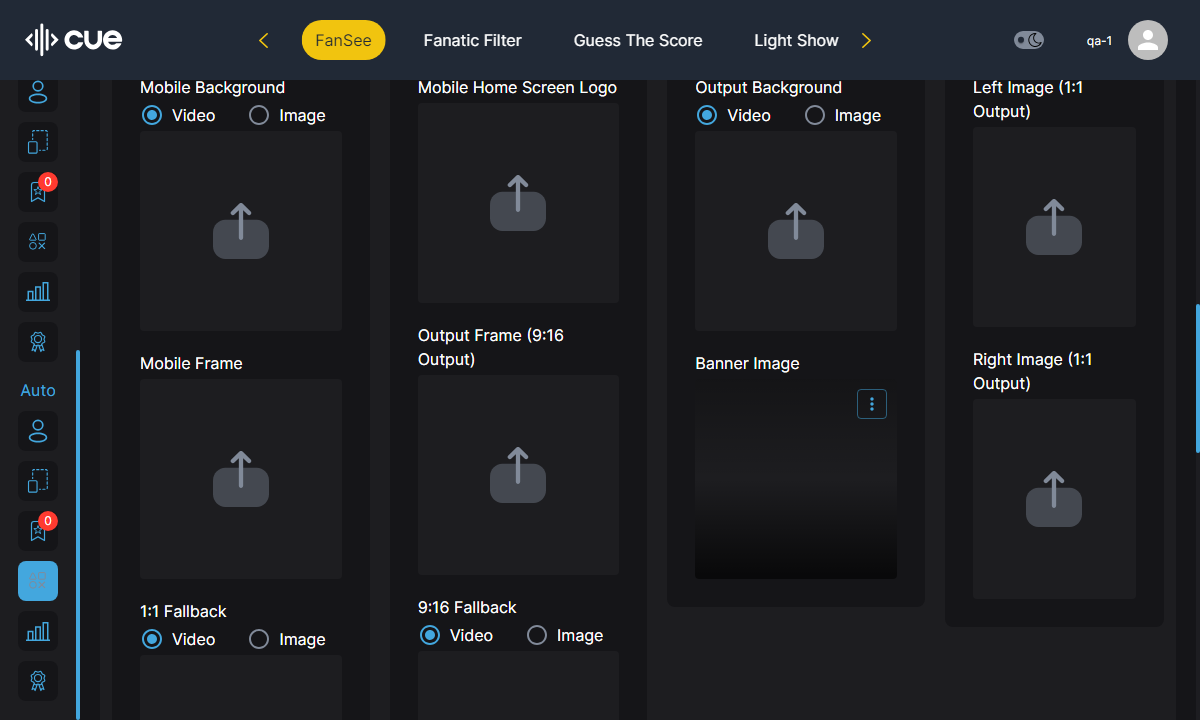 cue
FanSee
Fanatic Filter
Guess The Score
Light Show
qa-1
0
Auto
0
Mobile Background
Video
Image
Mobile Frame
1:1 Fallback
Video
Image
Mobile Home Screen Logo
Output Frame (9:16
Output)
9:16 Fallback
Video
Image
Output Background
Video
Image
Banner Image
Left Image (1:1
Output)
Right Image (1:1
Output)